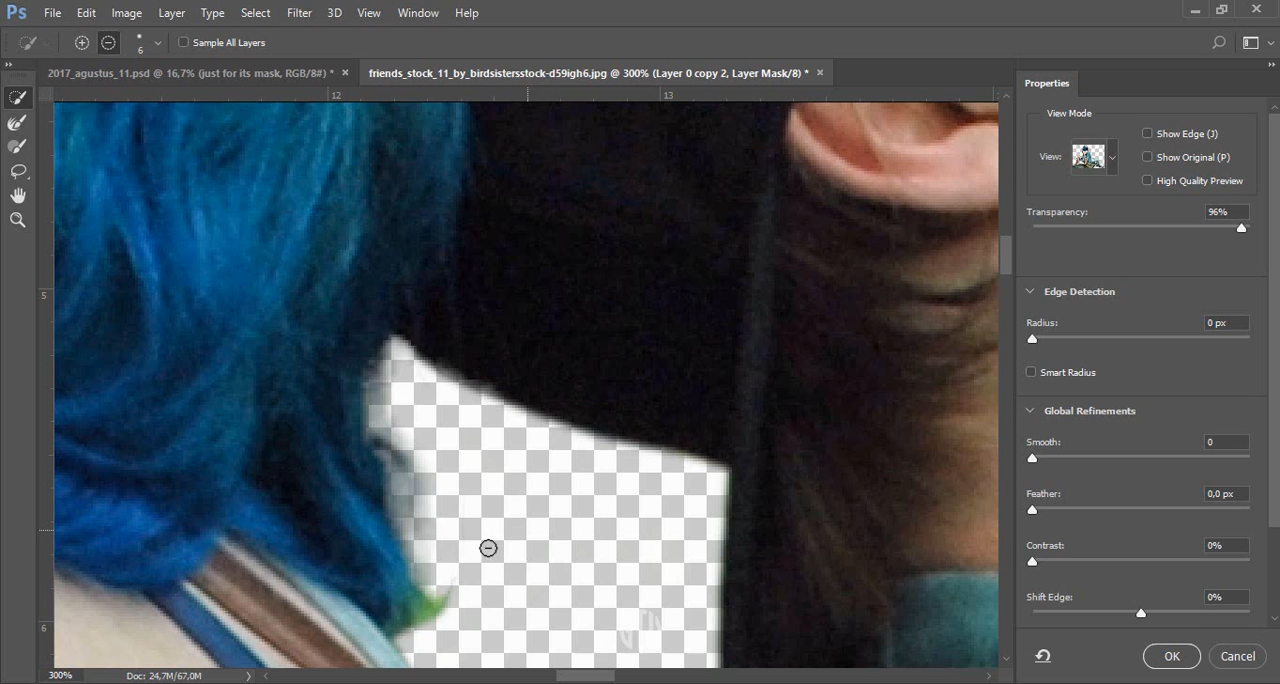 Ps File Edit Image Layer Type Select Filter 3D View Window Help
6 Sample All Layers
2017_agustus_11.psd @ 16,7% (just for its mask, RGB/8#) * × friends_stock_11_by_birdsistersstock-d59igh6.jpg @ 300% (Layer 0 copy 2, Layer Mask/8) * ×
12 13
5
6
Properties
View Mode
View:
Show Edge (J)
Show Original (P)
High Quality Preview
Transparency: 96%
Edge Detection
Radius: 0 px
Smart Radius
Global Refinements
Smooth: 0
Feather: 0,0 px
Contrast: 0%
Shift Edge: 0%
OK Cancel
300% Doc: 24,7M/67,0M